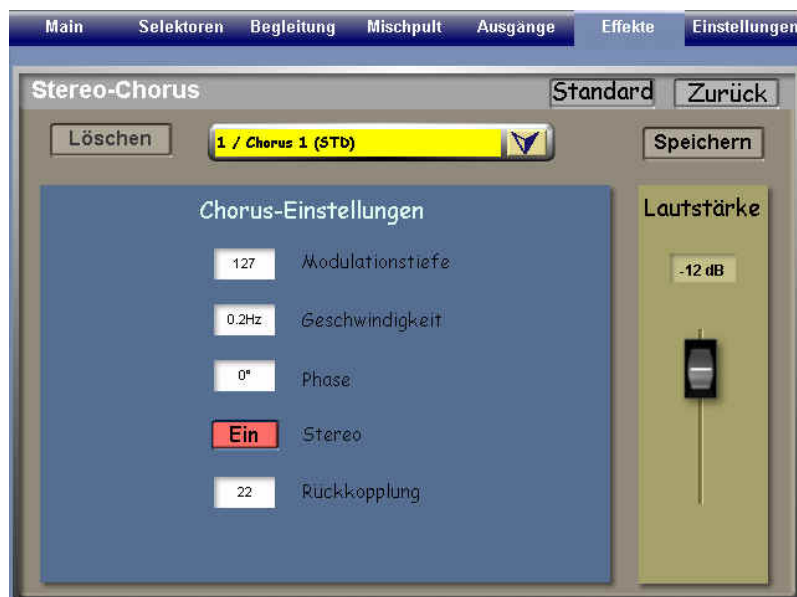 Main Selektoren Begleitung Mischpult Ausgänge Effekte Einstellungen
Stereo-Chorus Standard Zurück
Löschen 1 / Chorus 1 (STD) Speichern
Chorus-Einstellungen Lautstärke
127 Modulationstiefe -12 dB
0.2Hz Geschwindigkeit
0° Phase
Ein Stereo
22 Rückkopplung